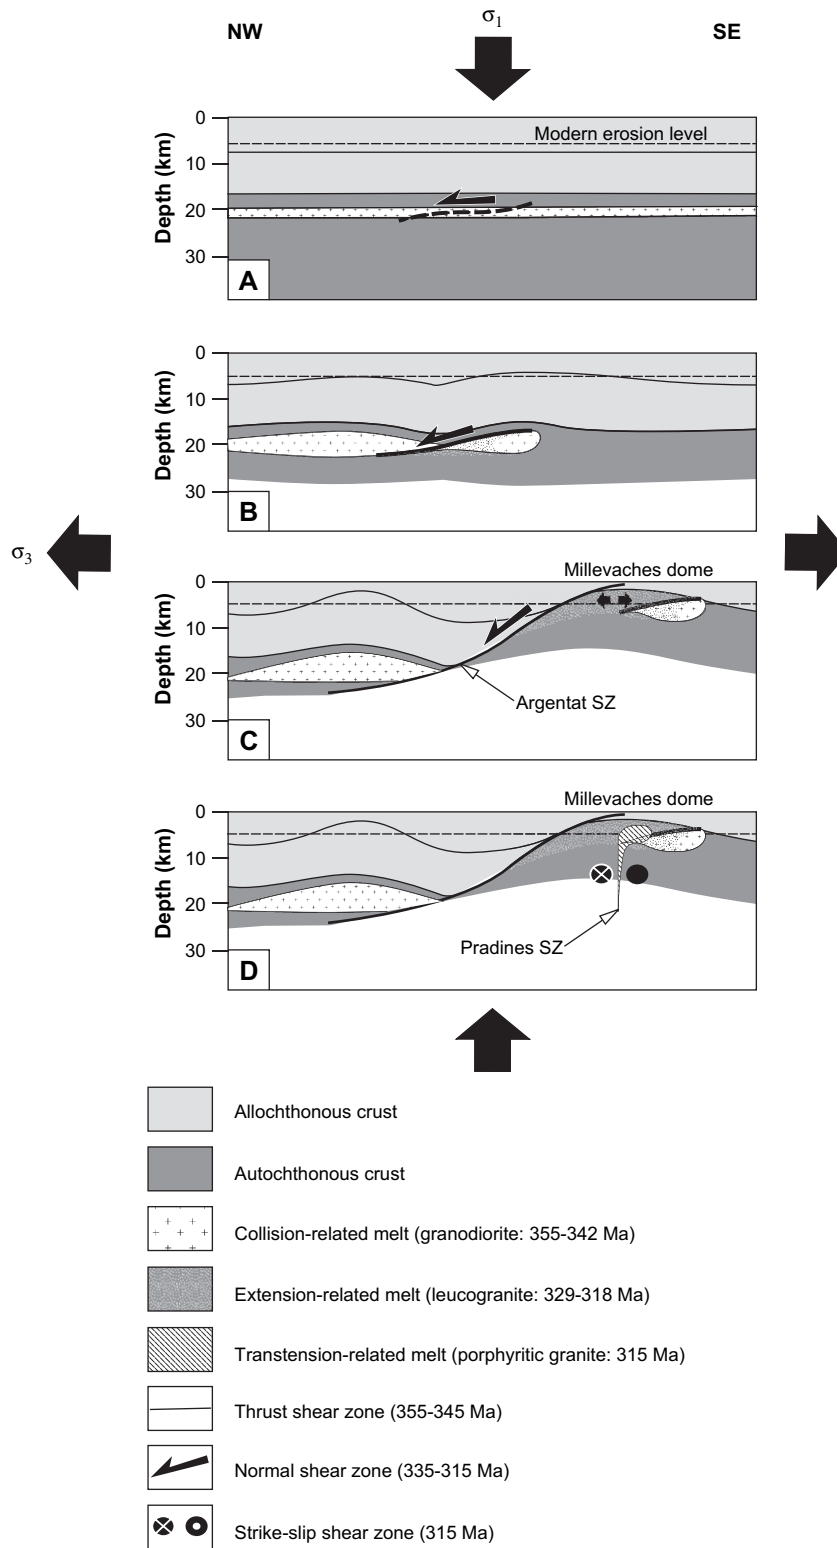 σ1
NW
SE
0
Modern erosion level
10
20
30
Depth (km)
A
0
10
20
30
Depth (km)
B
σ3
Millevaches dome
0
10
20
30
Depth (km)
Argentat SZ
C
Millevaches dome
0
10
20
30
Depth (km)
Pradines SZ
D
Allochthonous crust
Autochthonous crust
Collision-related melt (granodiorite: 355-342 Ma)
Extension-related melt (leucogranite: 329-318 Ma)
Transtension-related melt (porphyritic granite: 315 Ma)
Thrust shear zone (355-345 Ma)
Normal shear zone (335-315 Ma)
Strike-slip shear zone (315 Ma)